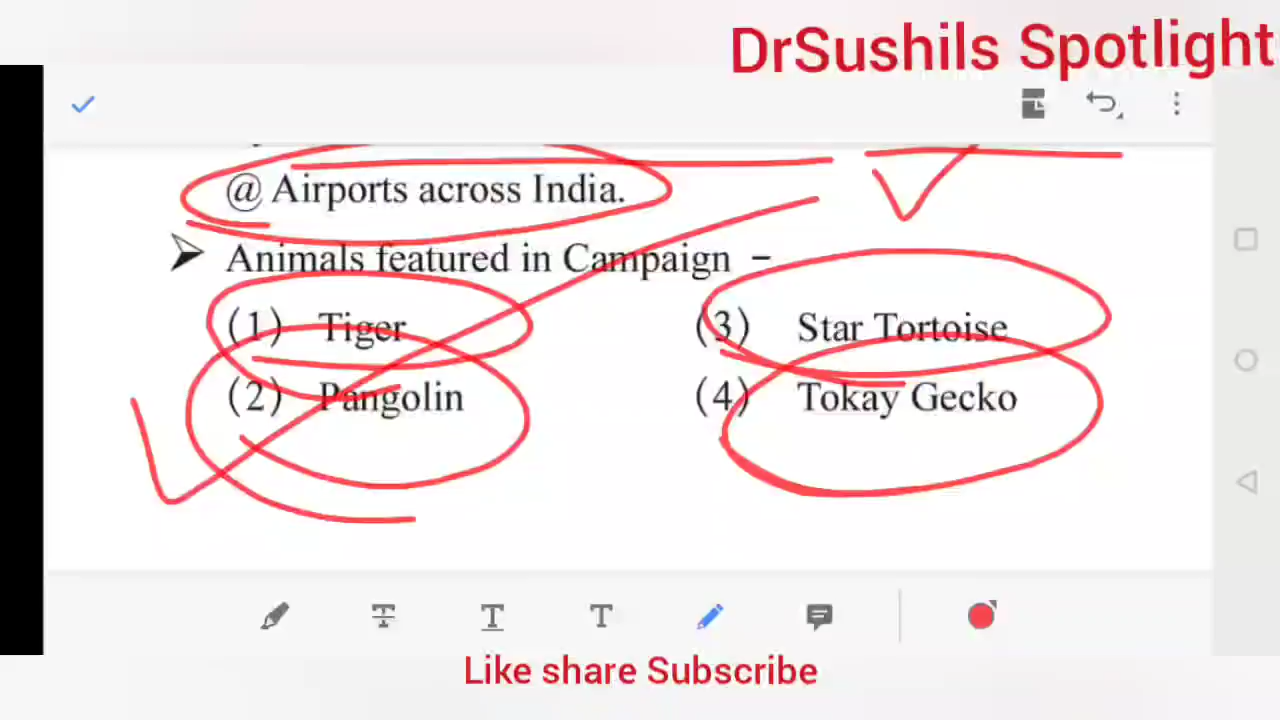 DrSushils Spotlight
@ Airports across India.
➤ Animals featured in Campaign –
(1) Tiger (3) Star Tortoise
(2) Pangolin (4) Tokay Gecko
T T
Like share Subscribe